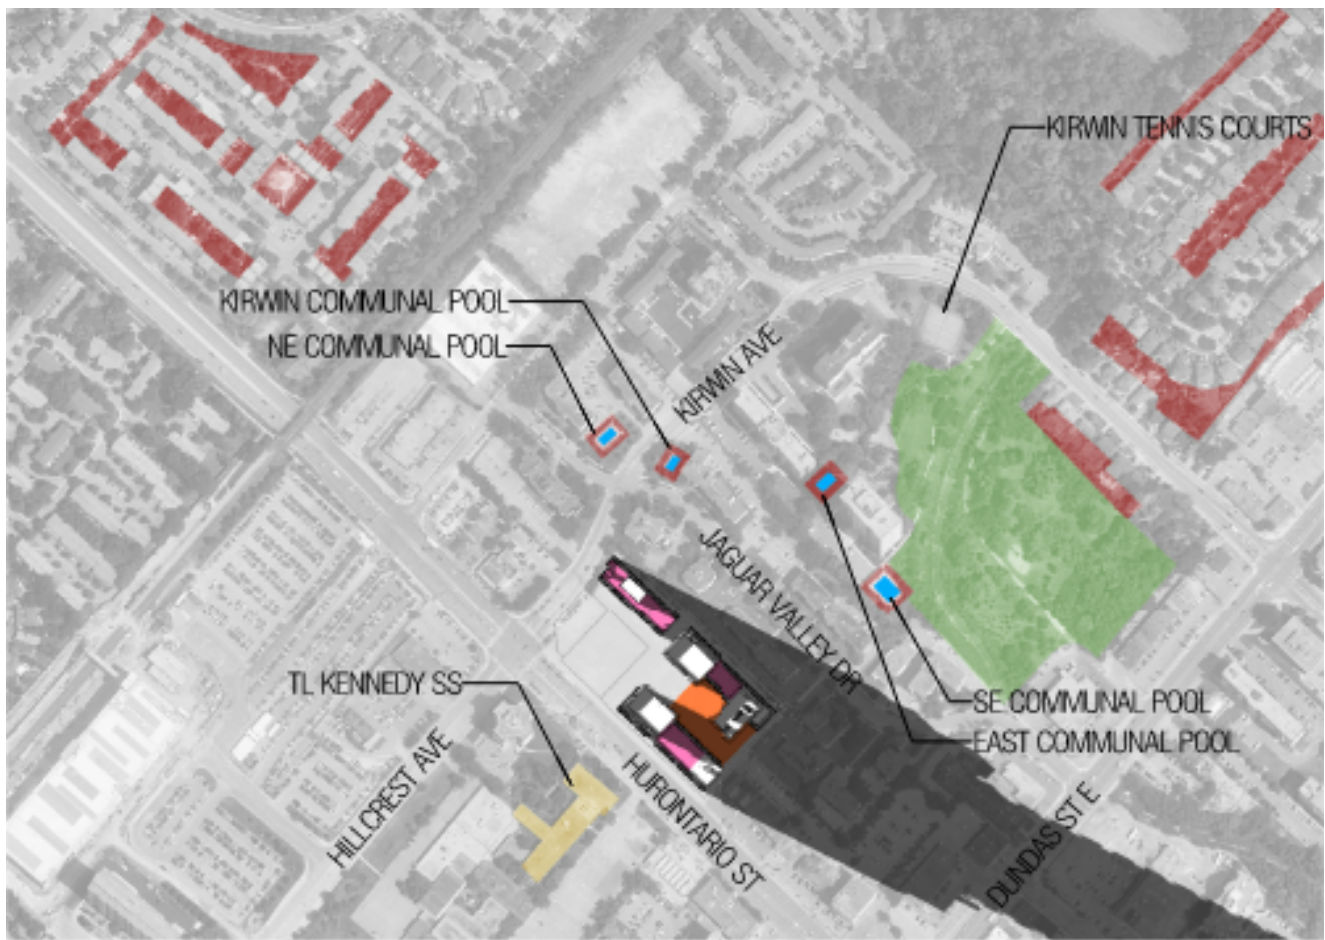 KIRWIN TENNIS COURTS
KIRWIN COMMUNAL POOL
NE COMMUNAL POOL
KIRWIN AVE
JAGUAR VALLEY DR
TL KENNEDY SS
SE COMMUNAL POOL
EAST COMMUNAL POOL
HILLCREST AVE
HURONTARIO ST
DUNDAS ST E